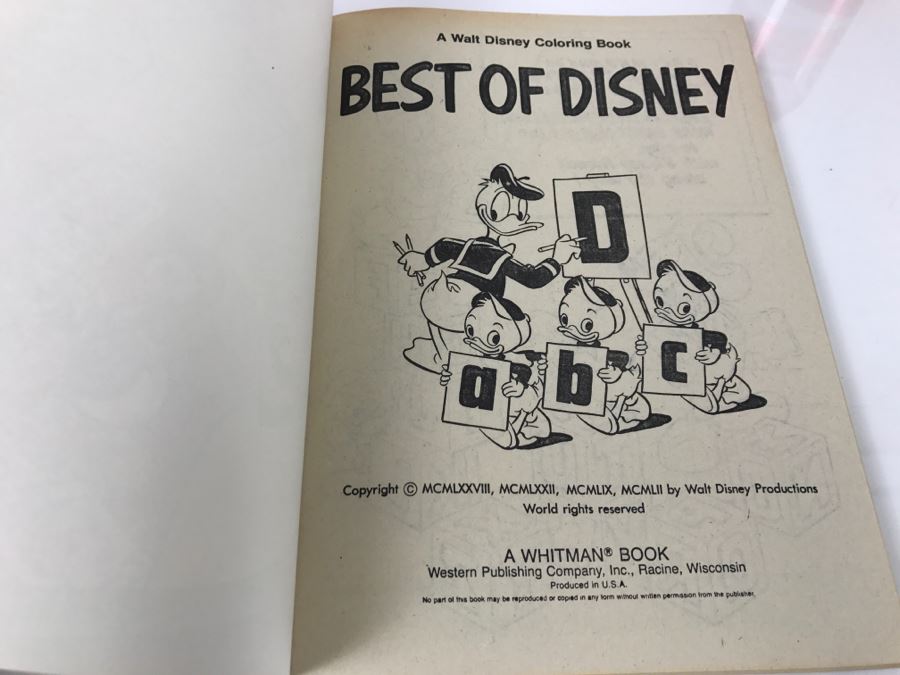 A Walt Disney Coloring Book
BEST OF DISNEY
D
a b c
Copyright © MCMLXXVIII, MCMLXXII, MCMLIX, MCMLII by Walt Disney Productions
World rights reserved
A WHITMAN® BOOK
Western Publishing Company, Inc., Racine, Wisconsin
Produced in U.S.A.
No part of this book may be reproduced or copied in any form without written permission from the publisher.